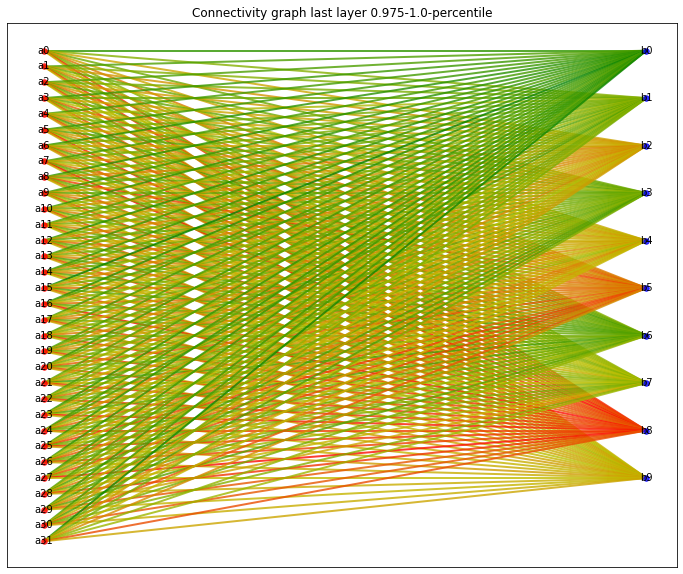 Connectivity graph last layer 0.975-1.0-percentile
a0
a1
a2
a3
a4
a5
a6
a7
a8
a9
a10
a11
a12
a13
a14
a15
a16
a17
a18
a19
a20
a21
a22
a23
a24
a25
a26
a27
a28
a29
a30
a31
b0
b1
b2
b3
b4
b5
b6
b7
b8
b9